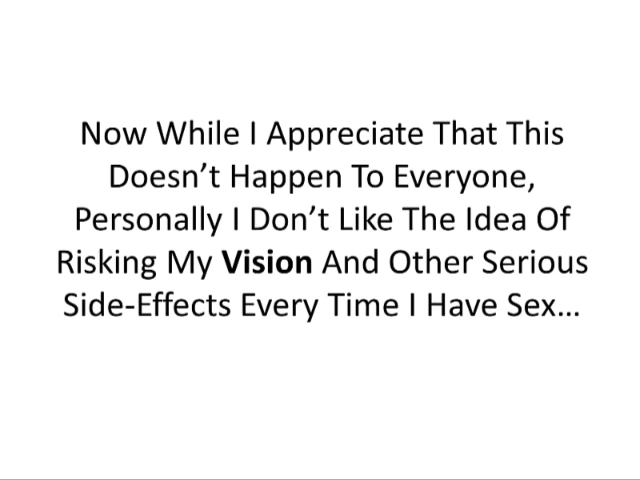 Now While I Appreciate That This
Doesn’t Happen To Everyone,
Personally I Don’t Like The Idea Of
Risking My Vision And Other Serious
Side-Effects Every Time I Have Sex…